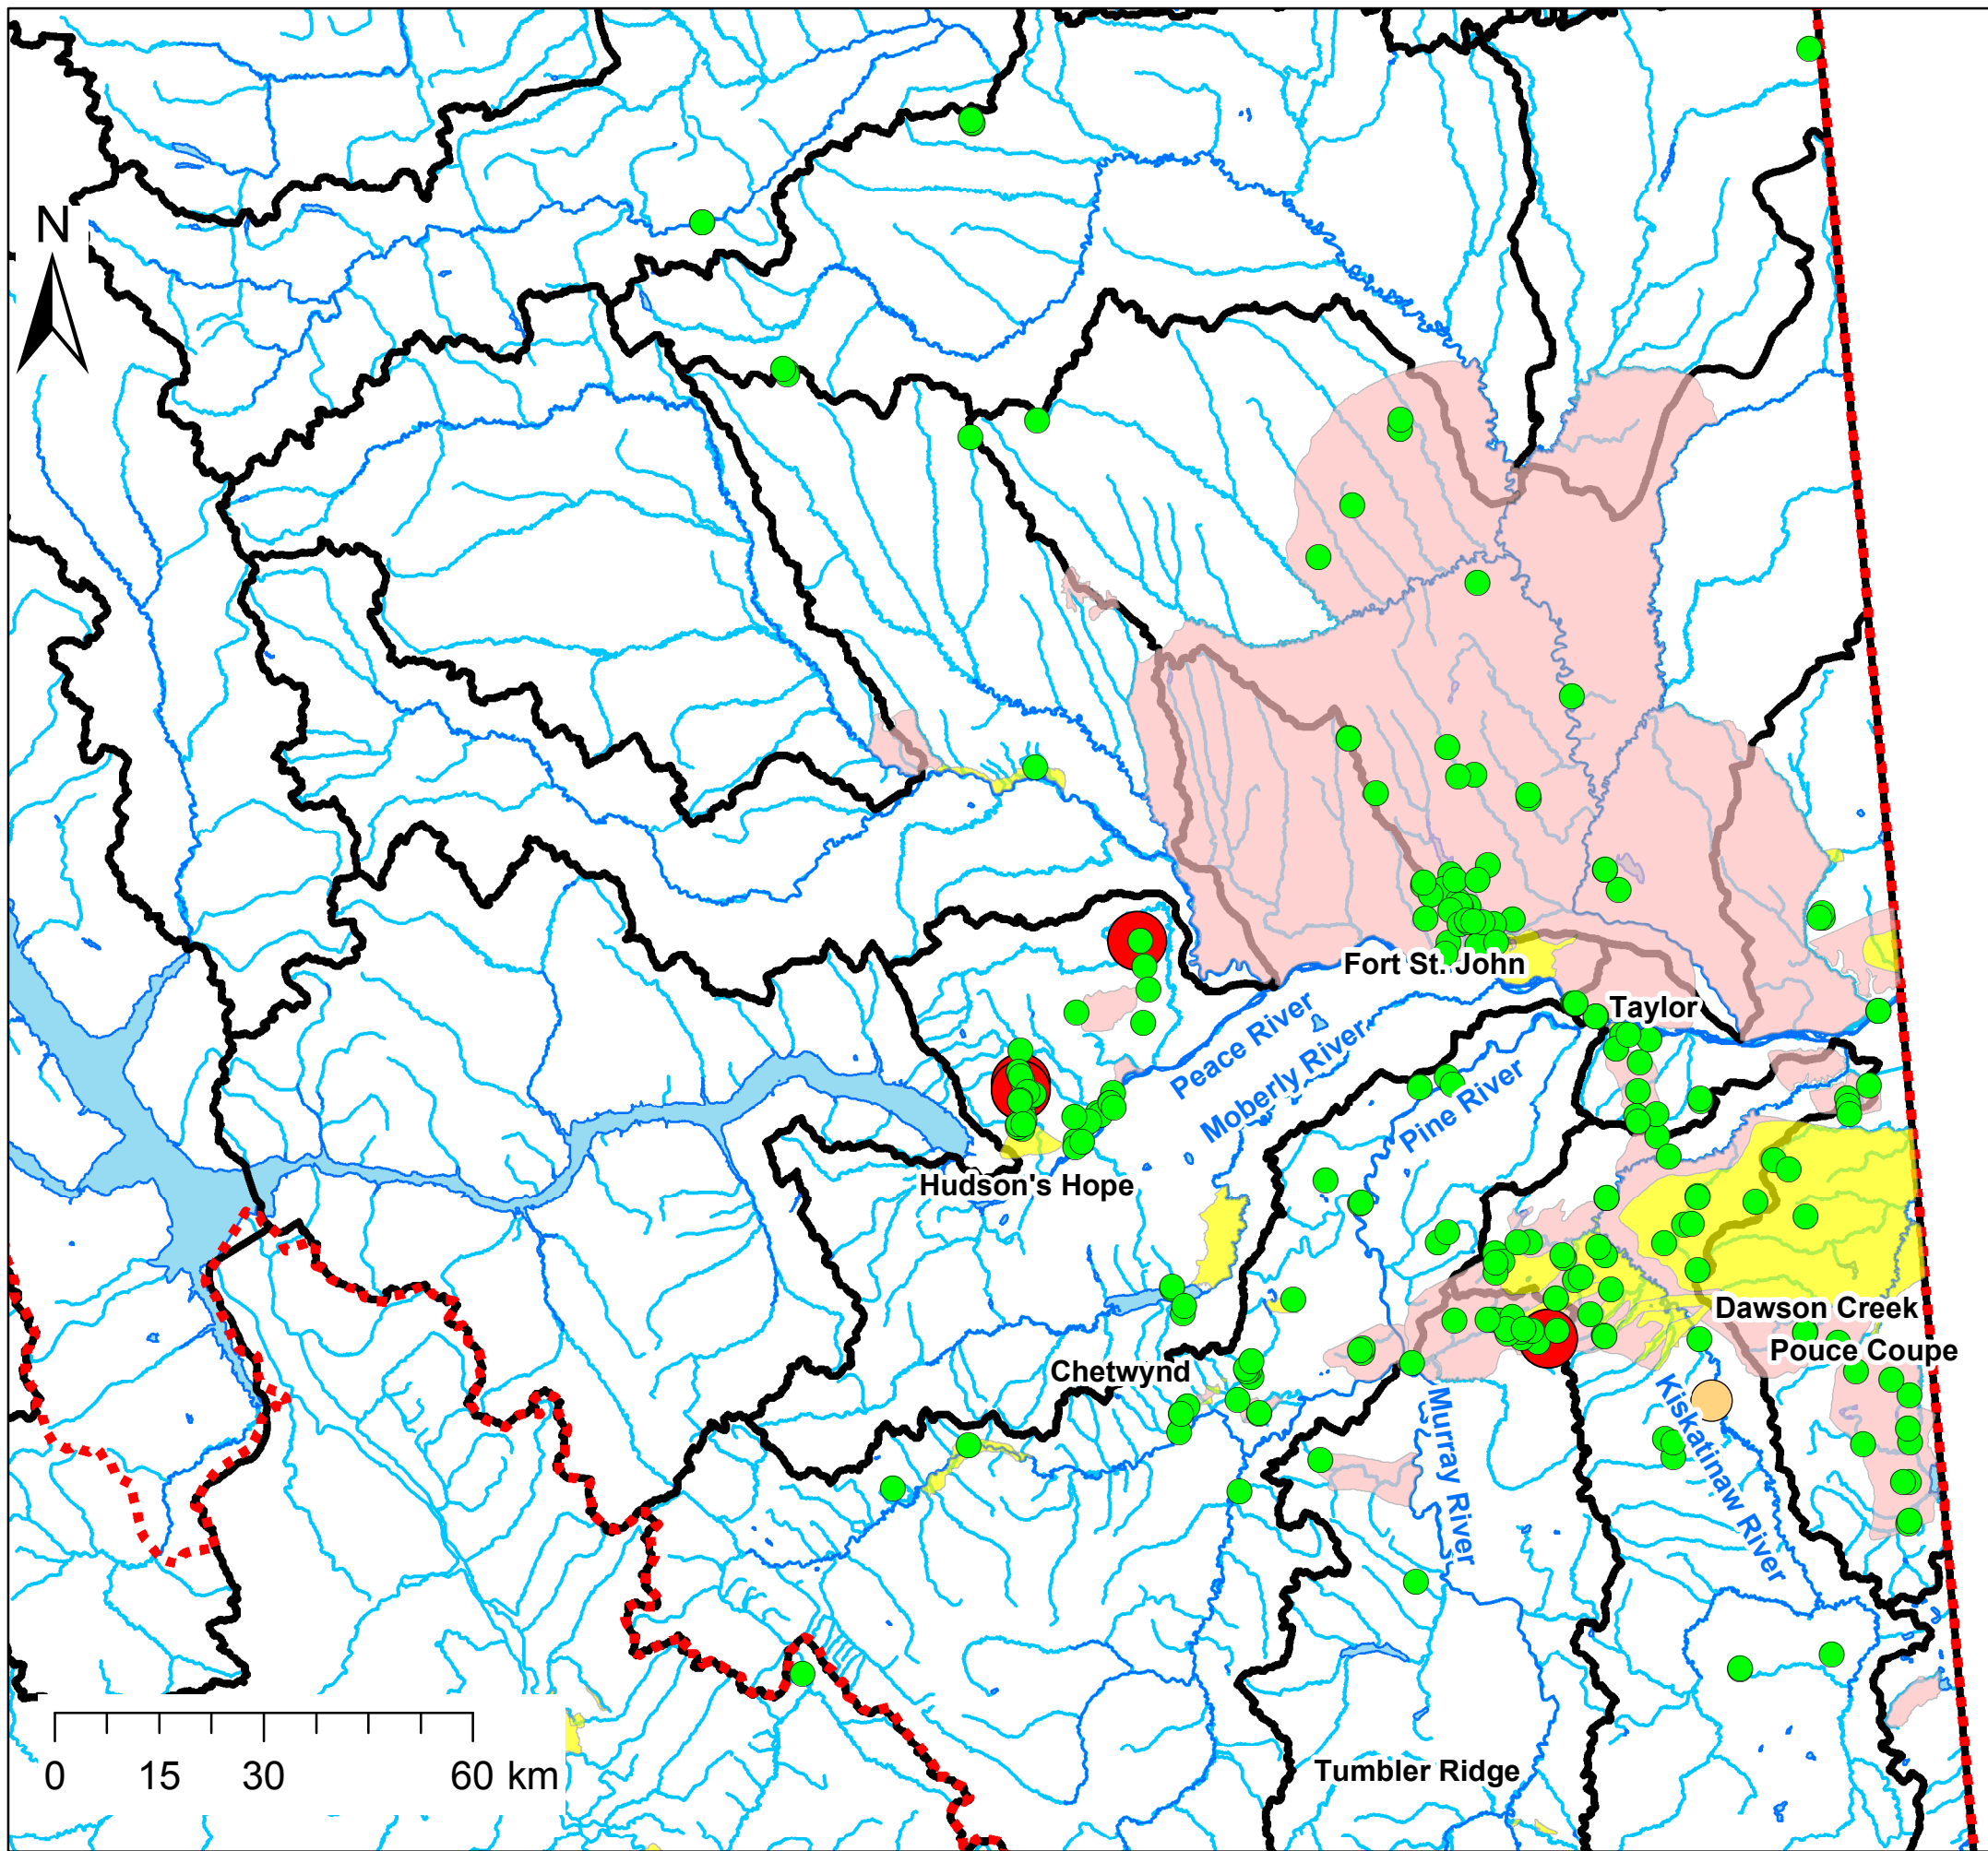 N
Fort St. John
Taylor
Peace River
Moberly River
Pine River
Hudson's Hope
Dawson Creek
Pouce Coupe
Chetwynd
Murray River
Kiskatinaw River
Tumbler Ridge
0 15 30 60 km